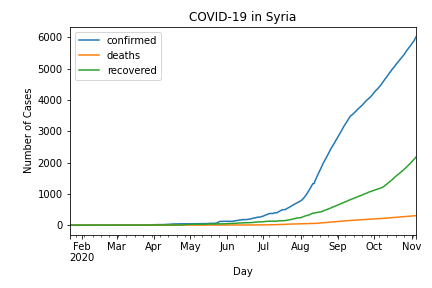 COVID-19 in Syria
confirmed
deaths
recovered
Number of Cases
6000
5000
4000
3000
2000
1000
0
Feb Mar Apr May Jun Jul Aug Sep Oct Nov
2020
Day